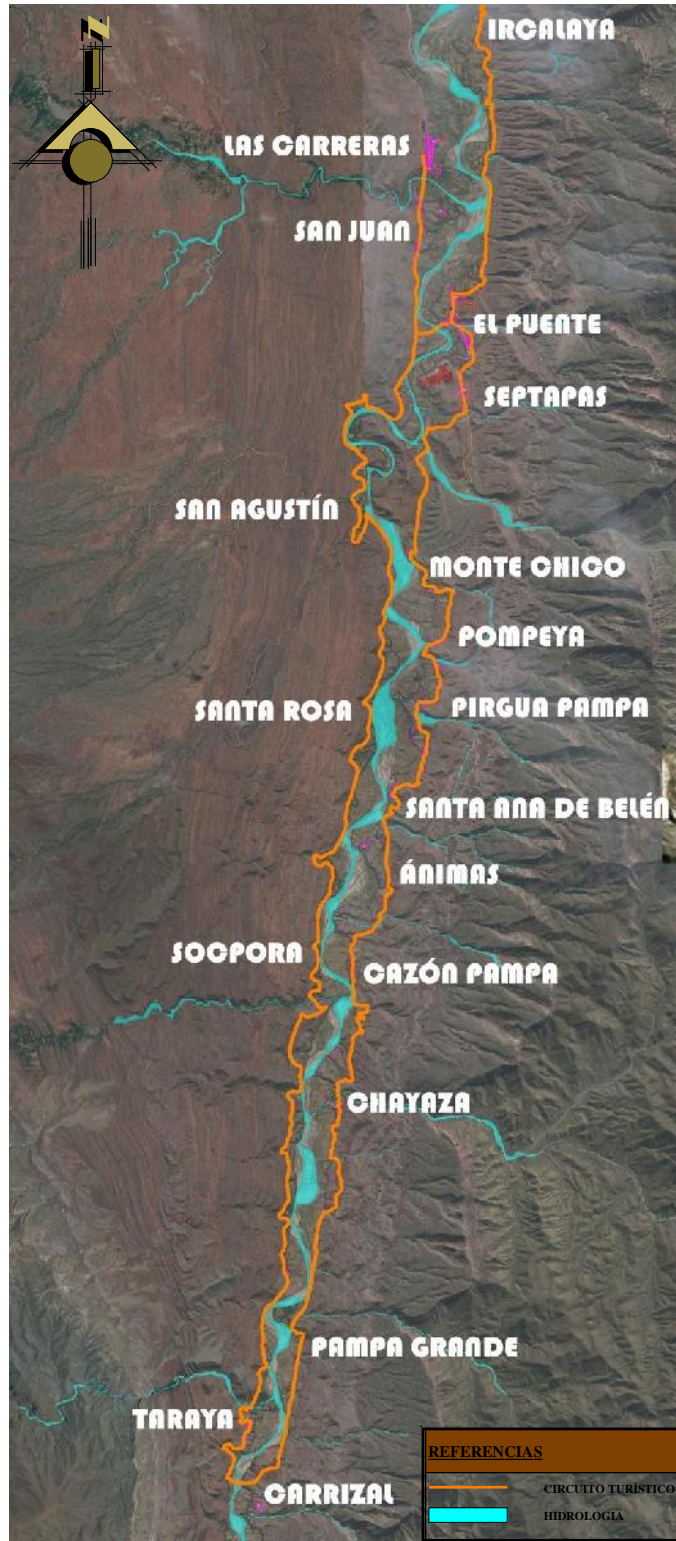 N
IRCALAYA
LAS CARRERAS
SAN JUAN
EL PUENTE
SEPTAPAS
SAN AGUSTÍN
MONTE CHICO
POMPEYA
SANTA ROSA
PIRGUA PAMPA
SANTA ANA DE BELÉN
ÁNIMAS
SOCPORA
CAZÓN PAMPA
CHAYAZA
PAMPA GRANDE
TARAYA
CARRIZAL
REFERENCIAS
CIRCUITO TURÍSTICO
HIDROLOGIA